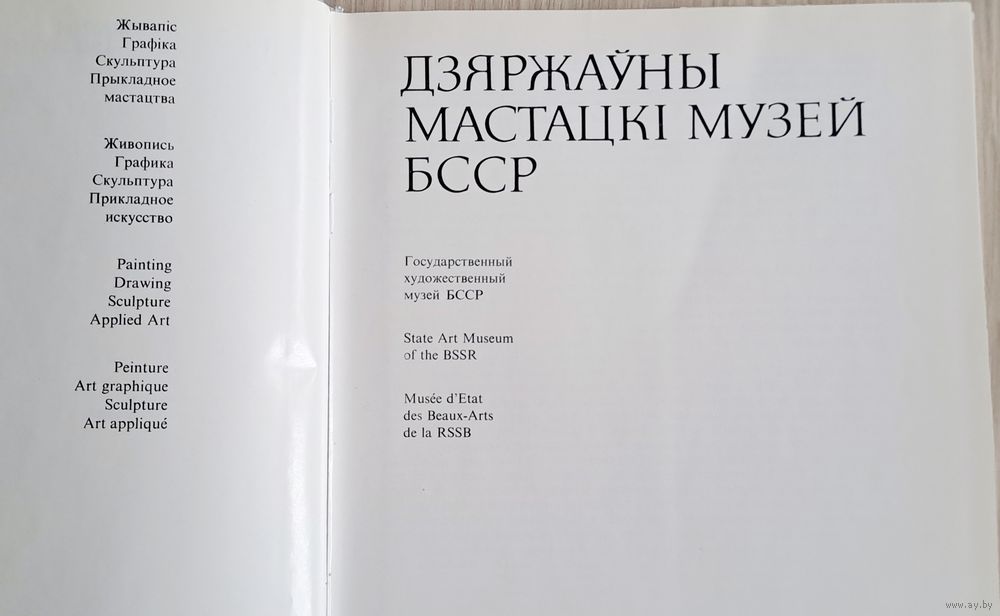 Жывапіс
Графіка
Скульптура
Прыкладное
мастацтва
Живопись
Графика
Скульптура
Прикладное
искусство
Painting
Drawing
Sculpture
Applied Art
Peinture
Art graphique
Sculpture
Art appliqué
ДЗЯРЖАЎНЫ
МАСТАЦКІ МУЗЕЙ
БССР
Государственный
художественный
музей БССР
State Art Museum
of the BSSR
Musée d'Etat
des Beaux-Arts
de la RSSB
www.ay.by